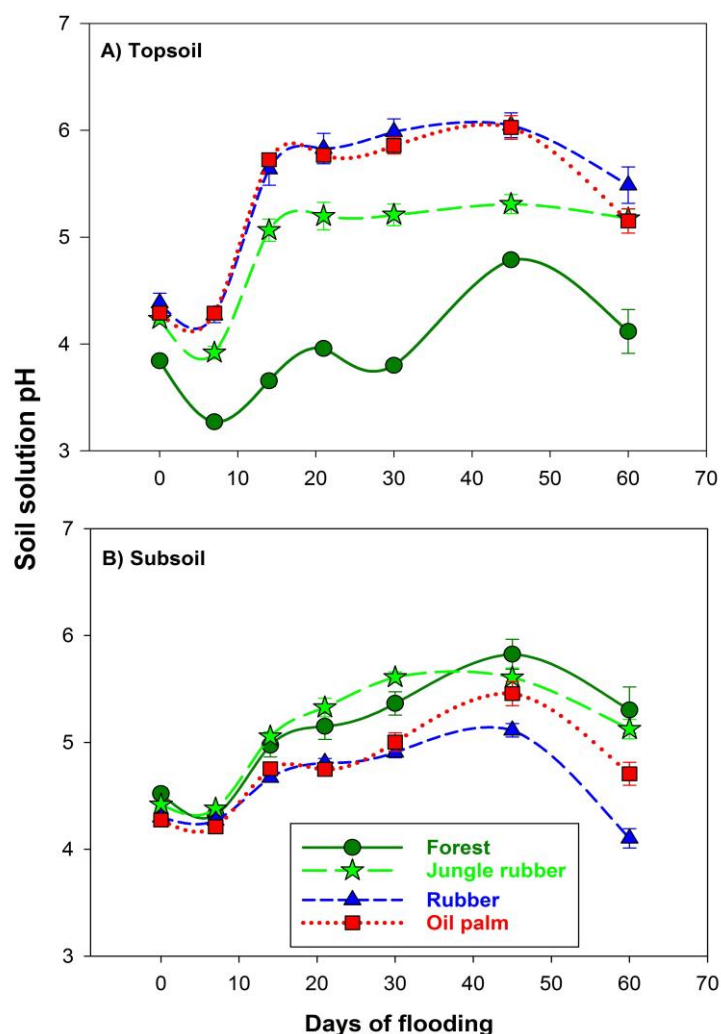 A) Topsoil
7
6
5
4
3
0 10 20 30 40 50 60 70
Soil solution pH
B) Subsoil
7
6
5
4
3
Forest
Jungle rubber
Rubber
Oil palm
0 10 20 30 40 50 60 70
Days of flooding